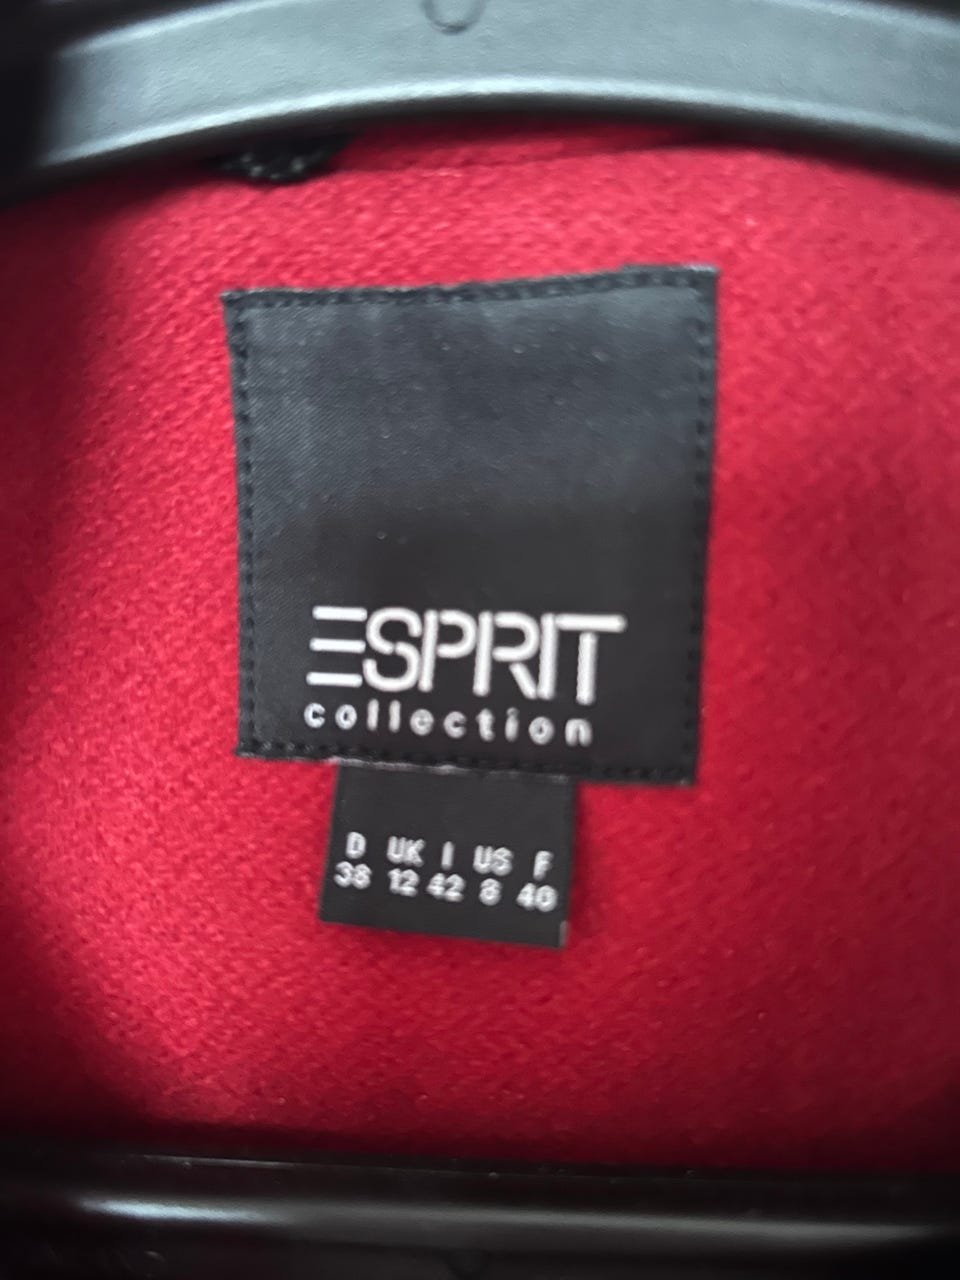 ESPRIT
collection
D UK I US F
38 12 42 8 40